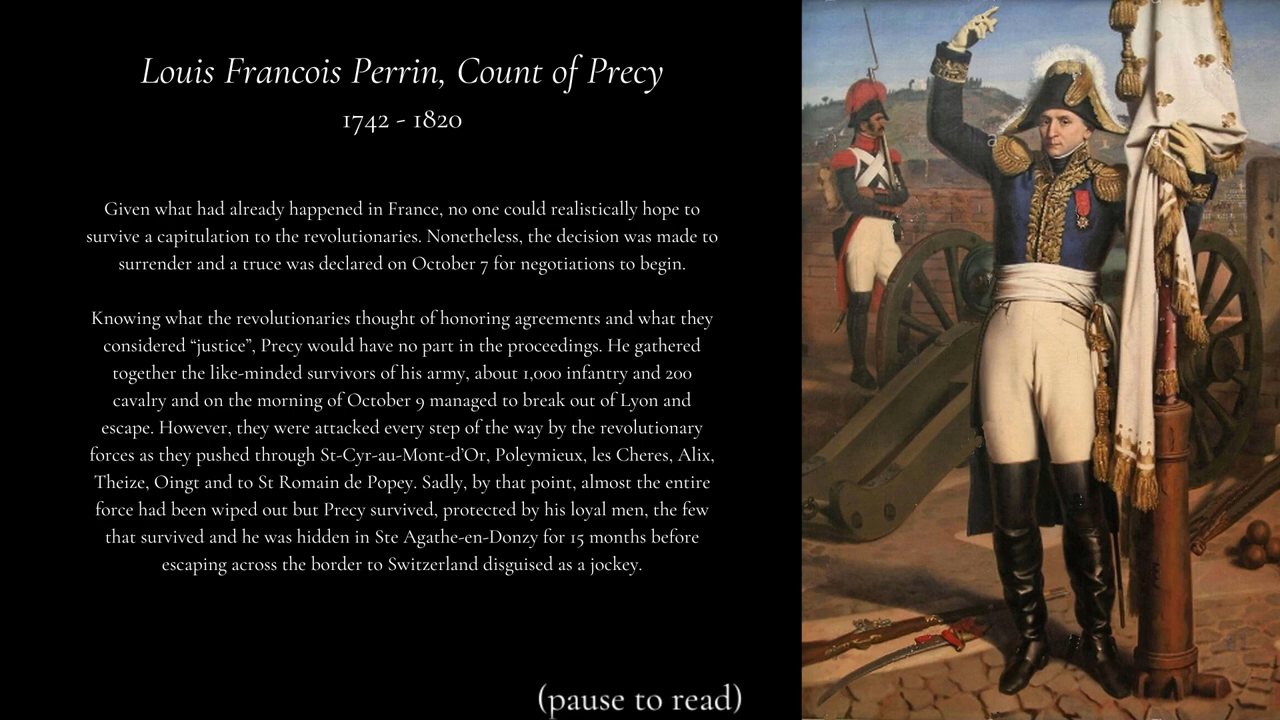 Louis Francois Perrin, Count of Precy
1742 - 1820
Given what had already happened in France, no one could realistically hope to
survive a capitulation to the revolutionaries. Nonetheless, the decision was made to
surrender and a truce was declared on October 7 for negotiations to begin.
Knowing what the revolutionaries thought of honoring agreements and what they
considered “justice”, Precy would have no part in the proceedings. He gathered
together the like-minded survivors of his army, about 1,000 infantry and 200
cavalry and on the morning of October 9 managed to break out of Lyon and
escape. However, they were attacked every step of the way by the revolutionary
forces as they pushed through St-Cyr-au-Mont-d’Or, Poleymieux, les Cheres, Alix,
Theize, Oingt and to St Romain de Popey. Sadly, by that point, almost the entire
force had been wiped out but Precy survived, protected by his loyal men, the few
that survived and he was hidden in Ste Agathe-en-Donzy for 15 months before
escaping across the border to Switzerland disguised as a jockey.
(pause to read)
a